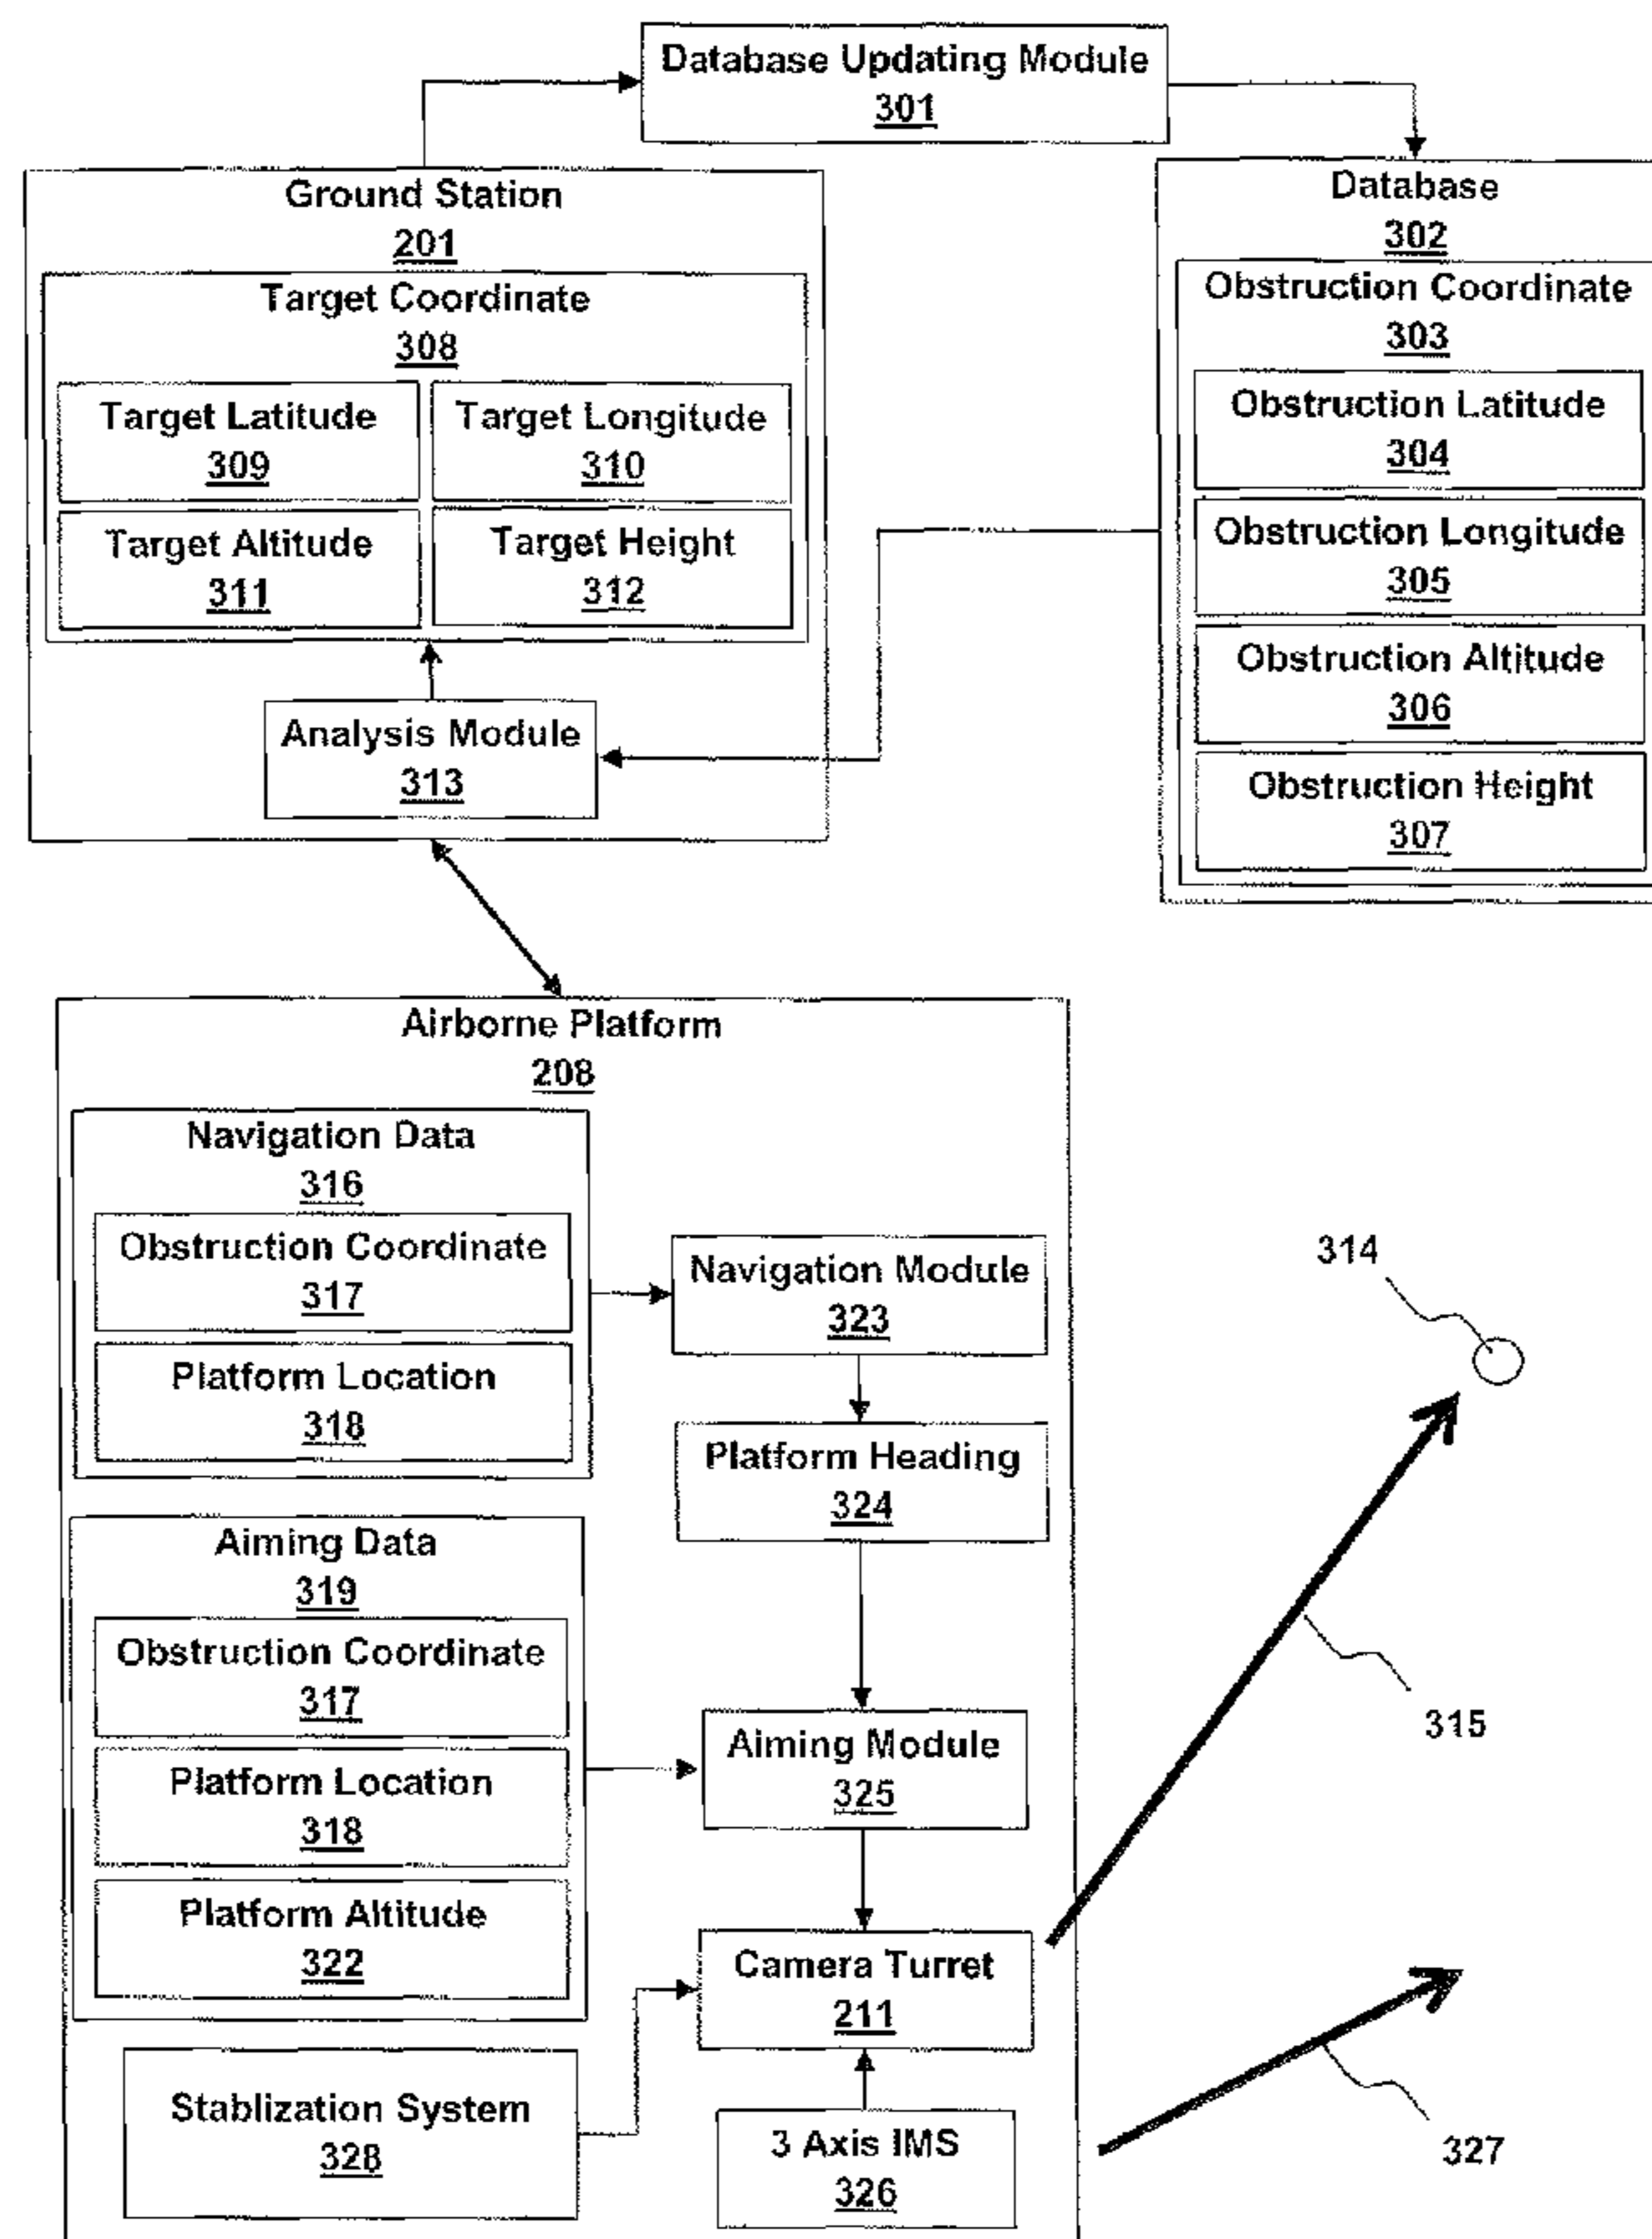 Database Updating Module
301
Ground Station
201
Target Coordinate
308
Target Latitude
309
Target Longitude
310
Target Altitude
311
Target Height
312
Analysis Module
313
Database
302
Obstruction Coordinate
303
Obstruction Latitude
304
Obstruction Longitude
305
Obstruction Altitude
306
Obstruction Height
307
Airborne Platform
208
Navigation Data
316
Obstruction Coordinate
317
Platform Location
318
Navigation Module
323
Platform Heading
324
Aiming Data
319
Obstruction Coordinate
317
Platform Location
318
Platform Altitude
322
Aiming Module
325
Camera Turret
211
Stablization System
328
3 Axis IMS
326
314
315
327